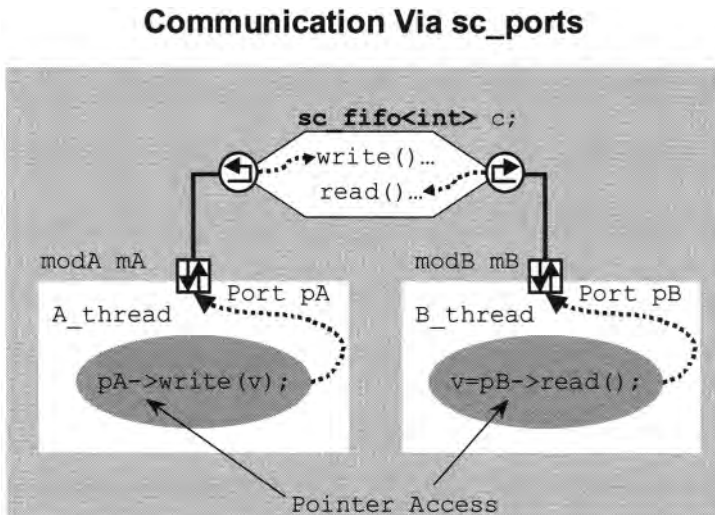 Communication Via sc_ports
sc_fifo<int> c;
write()…
read()…
modA mA
modB mB
Port pA
Port pB
A_thread
B_thread
pA->write(v);
v=pB->read();
Pointer Access